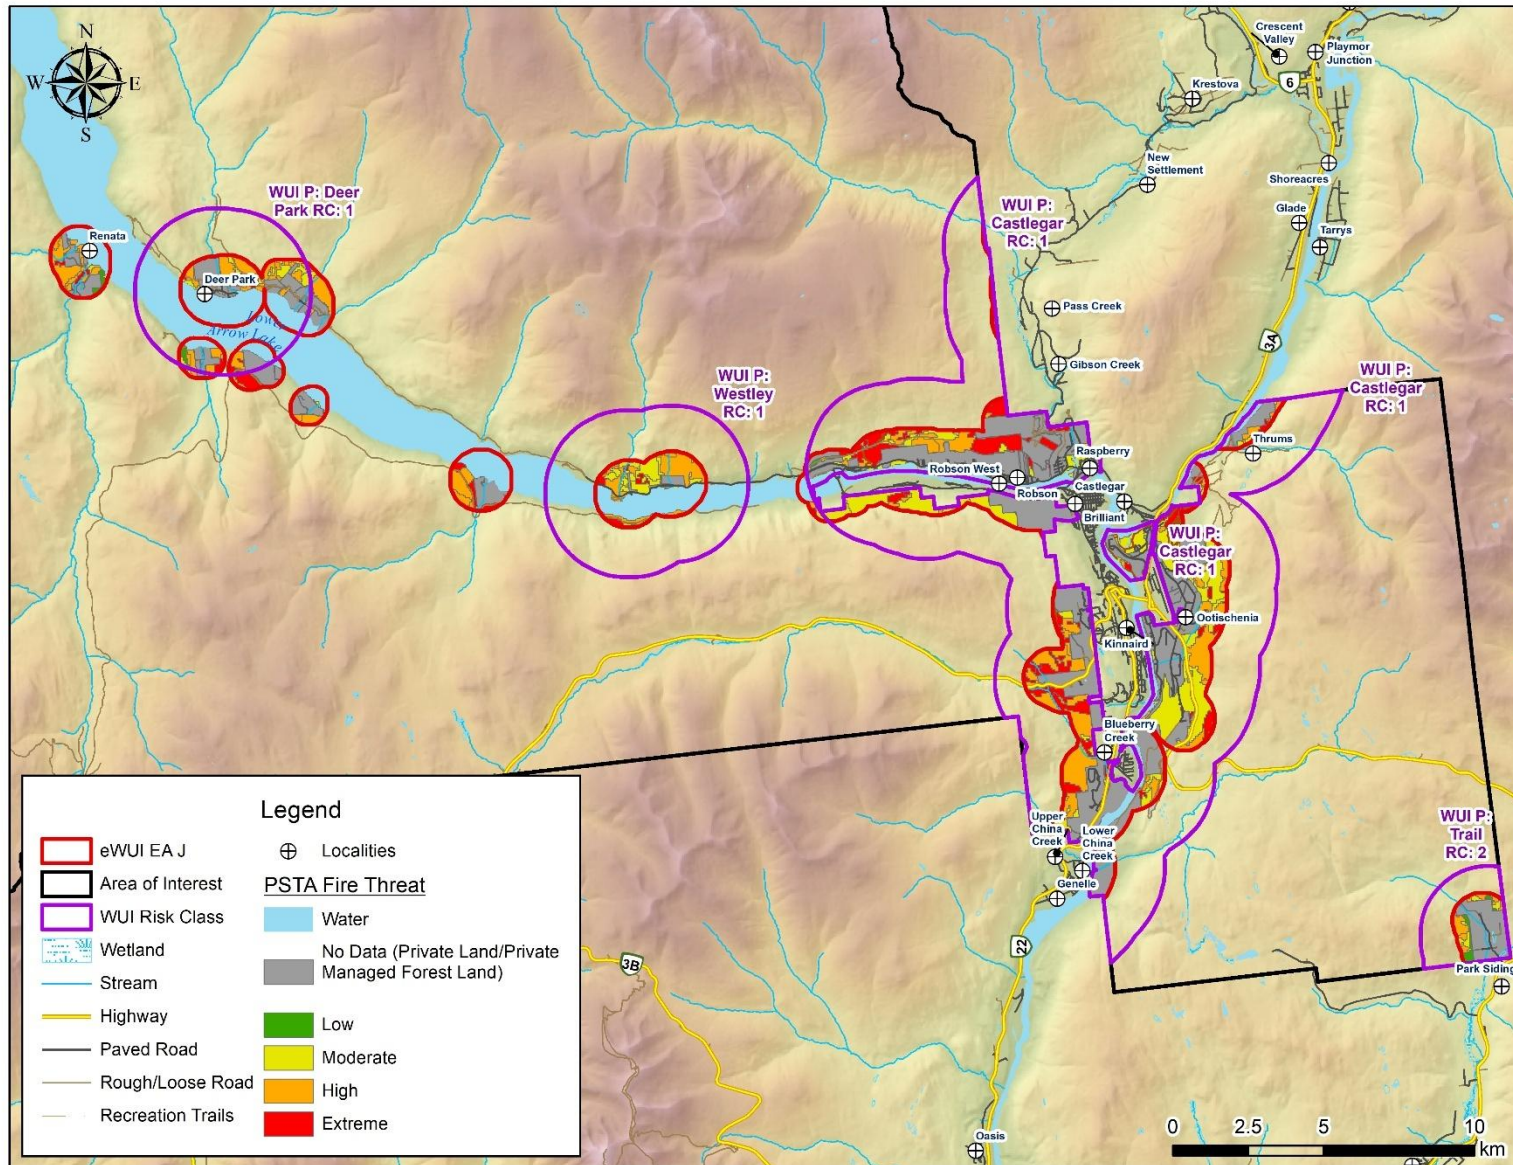 N
W
E
S
Crescent
Valley
Playmor
Junction
6
Krestova
New
Settlement
Shoreacres
Glade
Tarrys
WUI P: Deer
Park RC: 1
WUI P:
Castlegar
RC: 1
Renata
Deer Park
Lower
Arrow Lake
Pass Creek
Gibson Creek
3A
WUI P:
Westley
RC: 1
WUI P:
Castlegar
RC: 1
Thrums
Raspberry
Robson West
Robson
Castlegar
Brilliant
WUI P:
Castlegar
RC: 1
Ootischenia
Kinnaird
Blueberry
Creek
Upper
China
Creek
Lower
China
Creek
Genelle
WUI P:
Trail
RC: 2
Park Siding
22
3B
Oasis
Legend
eWUI EA J
Area of Interest
WUI Risk Class
Wetland
Stream
Highway
Paved Road
Rough/Loose Road
Recreation Trails
Localities
PSTA Fire Threat
Water
No Data (Private Land/Private
Managed Forest Land)
Low
Moderate
High
Extreme
0 2.5 5 10
km